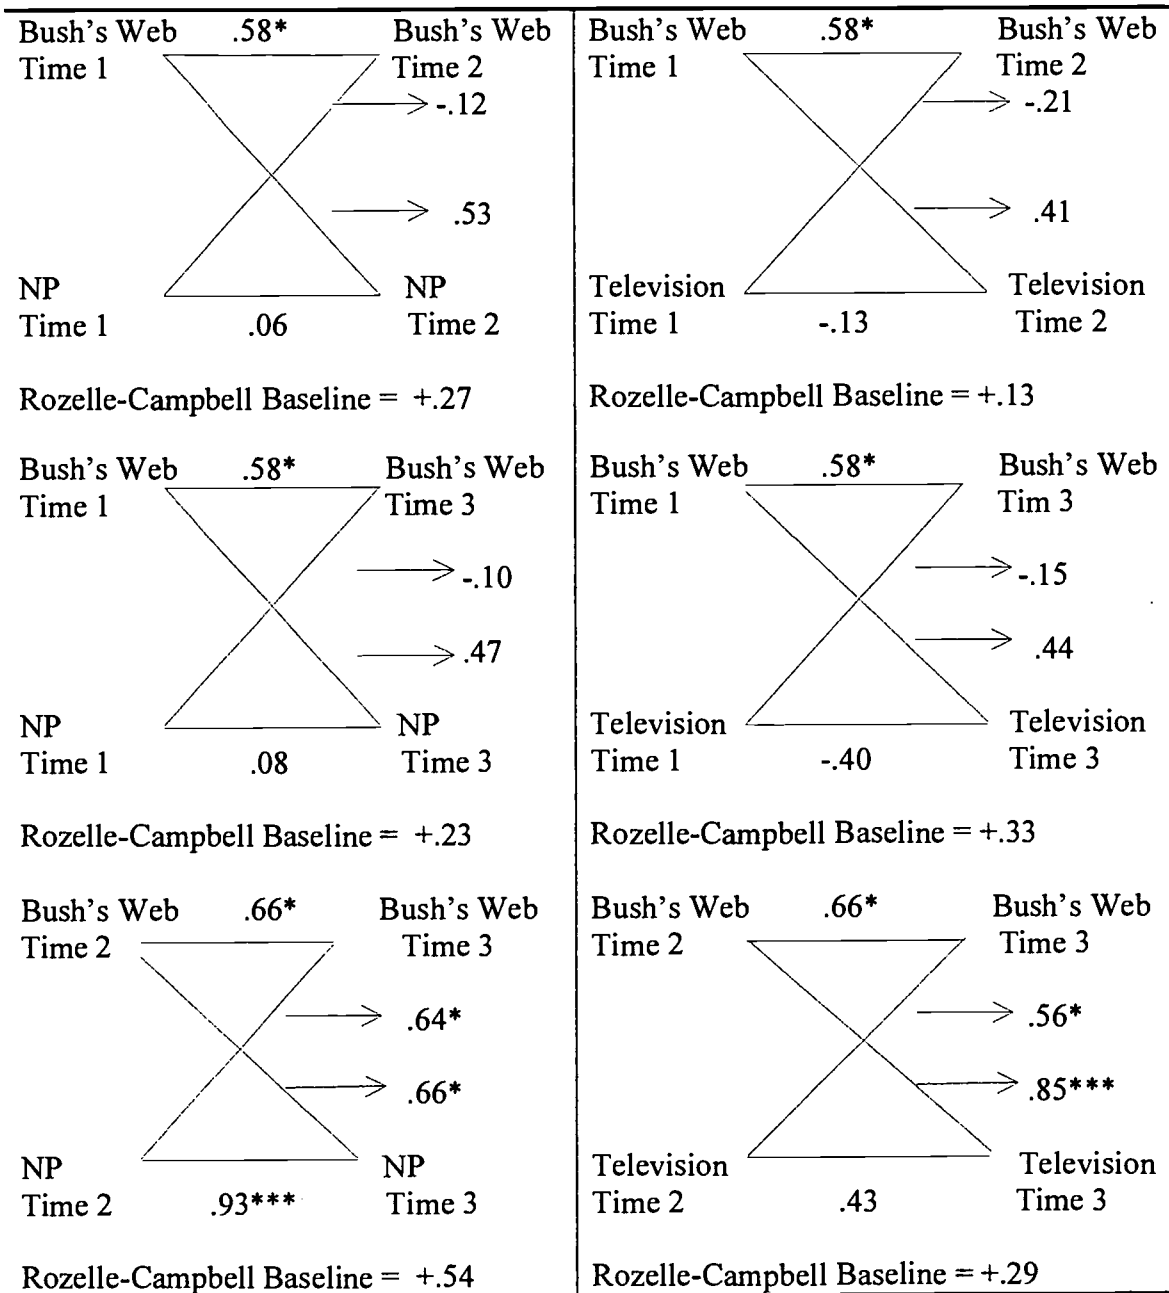 Bush's Web .58* Bush's Web
Time 1 Time 2
-.12
.53
NP NP
Time 1 .06 Time 2
Rozelle-Campbell Baseline = +.27
Bush's Web .58* Bush's Web
Time 1 Time 2
-.21
.41
Television Television
Time 1 -.13 Time 2
Rozelle-Campbell Baseline = +.13
Bush's Web .58* Bush's Web
Time 1 Time 3
-.10
.47
NP NP
Time 1 .08 Time 3
Rozelle-Campbell Baseline = +.23
Bush's Web .58* Bush's Web
Time 1 Tim 3
-.15
.44
Television Television
Time 1 -.40 Time 3
Rozelle-Campbell Baseline = +.33
Bush's Web .66* Bush's Web
Time 2 Time 3
.64*
.66*
NP NP
Time 2 .93*** Time 3
Rozelle-Campbell Baseline = +.54
Bush's Web .66* Bush's Web
Time 2 Time 3
.56*
.85***
Television Television
Time 2 .43 Time 3
Rozelle-Campbell Baseline = +.29